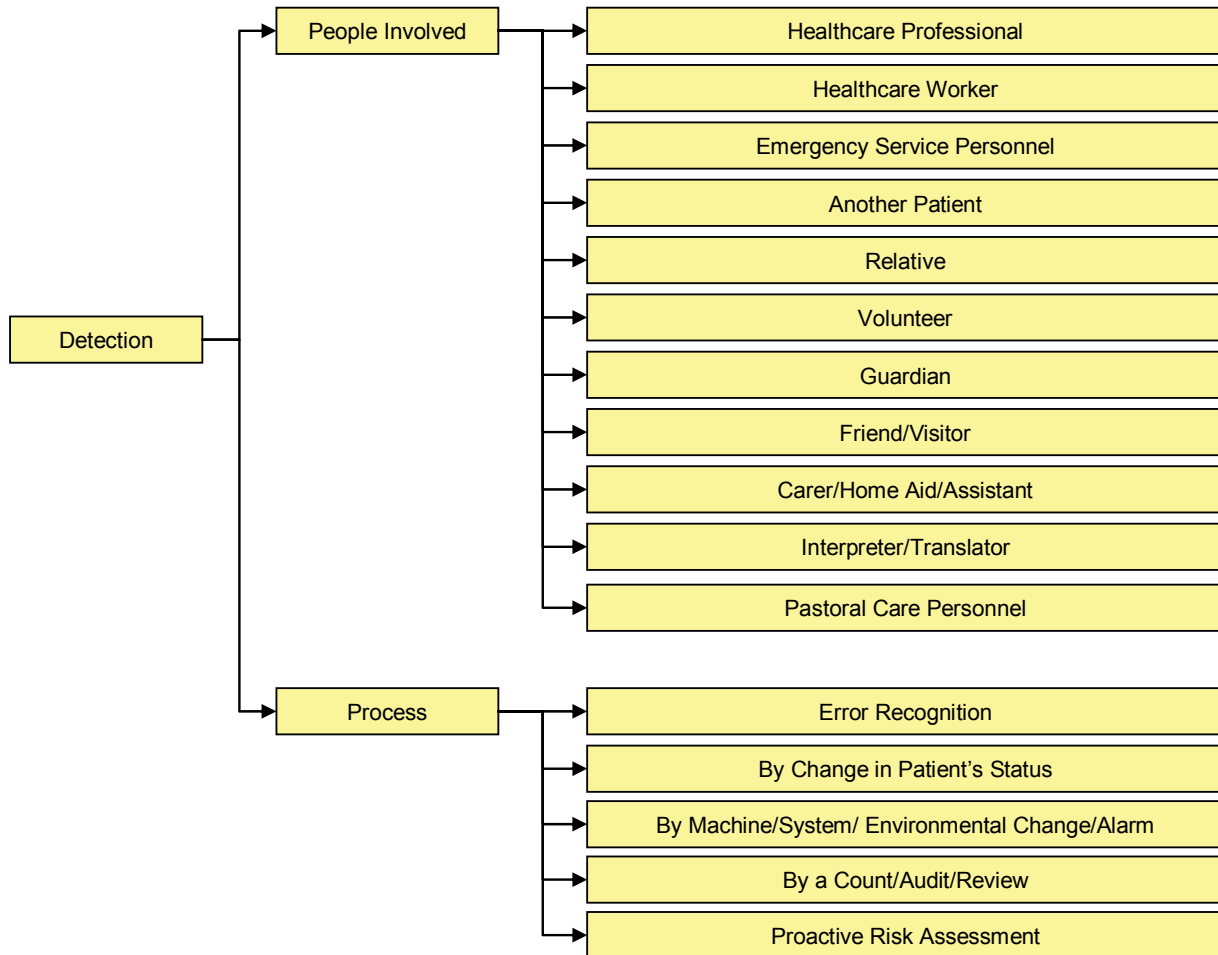 People Involved
Healthcare Professional
Healthcare Worker
Emergency Service Personnel
Another Patient
Relative
Volunteer
Detection
Guardian
Friend/Visitor
Carer/Home Aid/Assistant
Interpreter/Translator
Pastoral Care Personnel
Process
Error Recognition
By Change in Patient’s Status
By Machine/System/ Environmental Change/Alarm
By a Count/Audit/Review
Proactive Risk Assessment